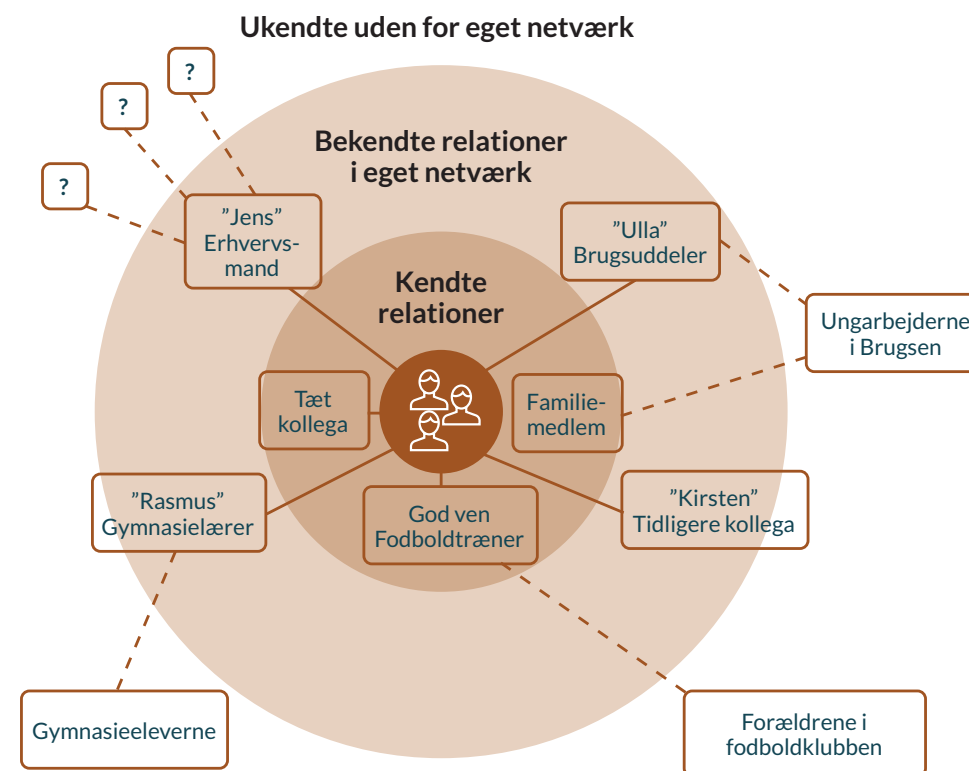 Ukendte uden for eget netværk
?
?
?
Bekendte relationer
i eget netværk
”Jens”
Erhvervs-
mand
”Ulla”
Brugsuddeler
Kendte
relationer
Ungarbejderne
i Brugsen
Tæt
kollega
Familie-
medlem
”Rasmus”
Gymnasielærer
God ven
Fodboldtræner
”Kirsten”
Tidligere kollega
Gymnasieeleverne
Forældrene i
fodboldklubben